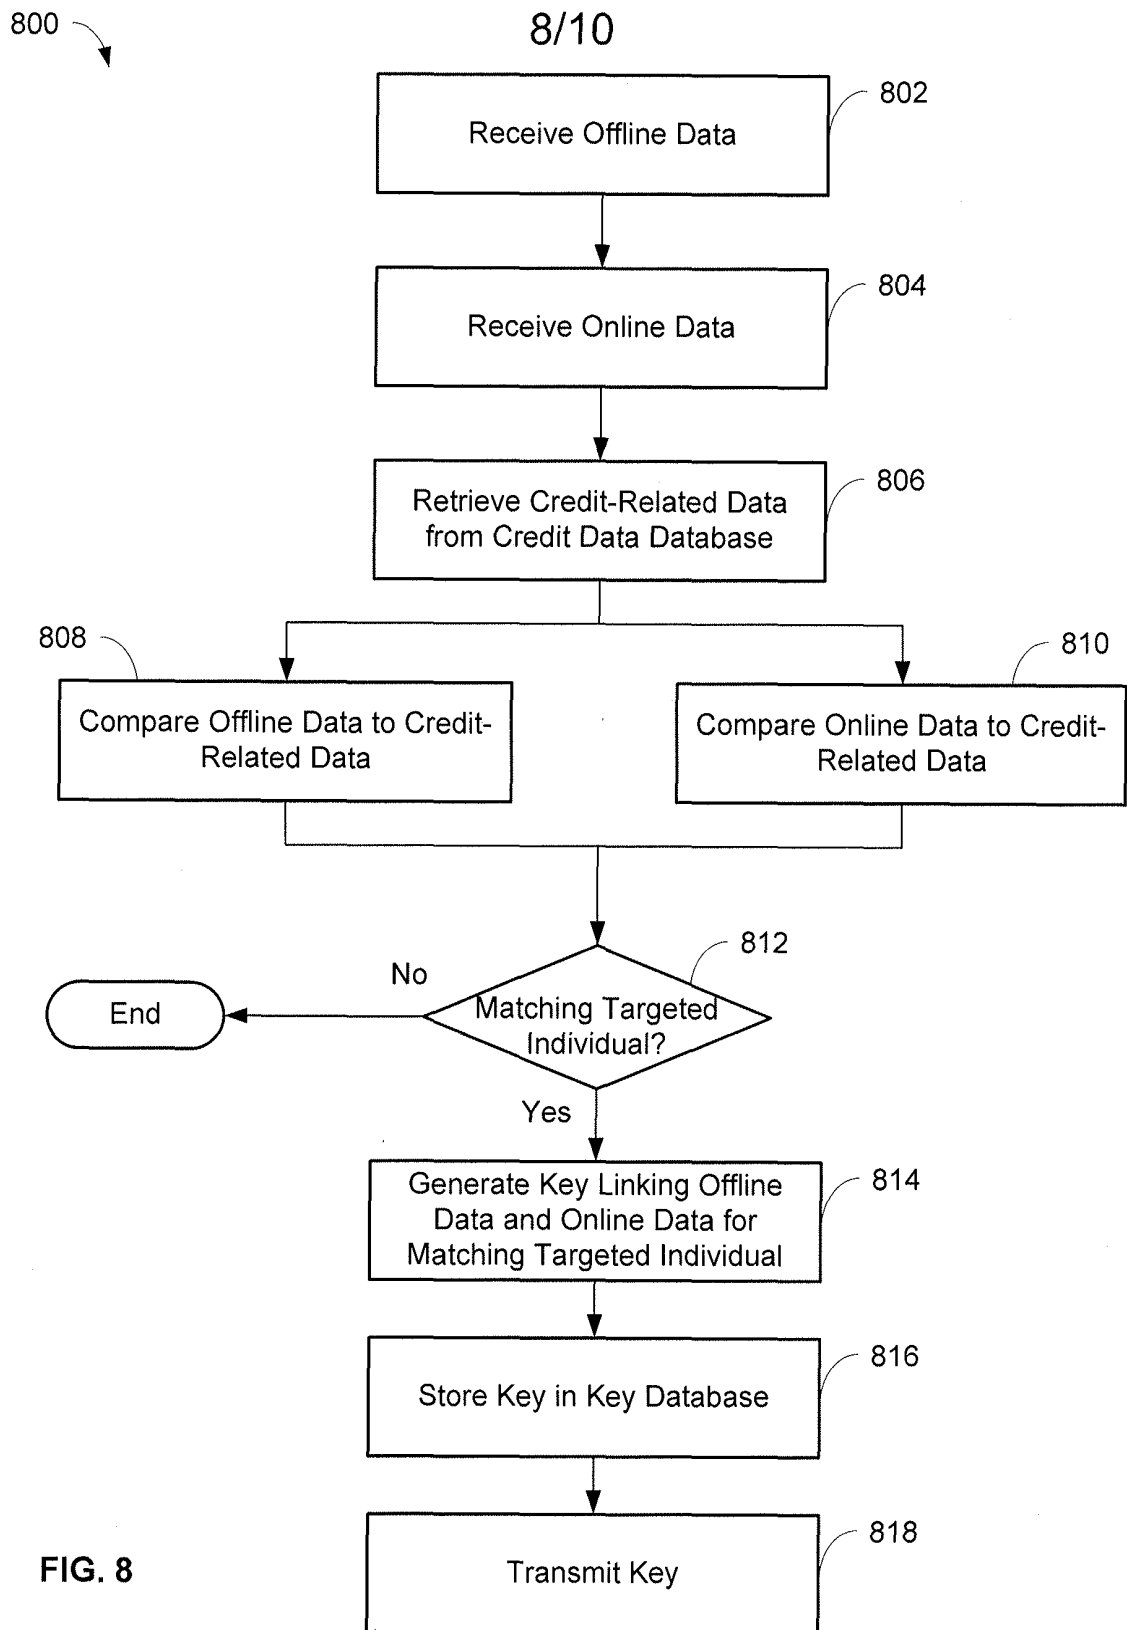 800
8/10
802
Receive Offline Data
804
Receive Online Data
806
Retrieve Credit-Related Data
from Credit Data Database
808
810
Compare Offline Data to Credit-
Related Data
Compare Online Data to Credit-
Related Data
812
No
End
Matching Targeted
Individual?
Yes
814
Generate Key Linking Offline
Data and Online Data for
Matching Targeted Individual
816
Store Key in Key Database
818
Transmit Key
FIG. 8